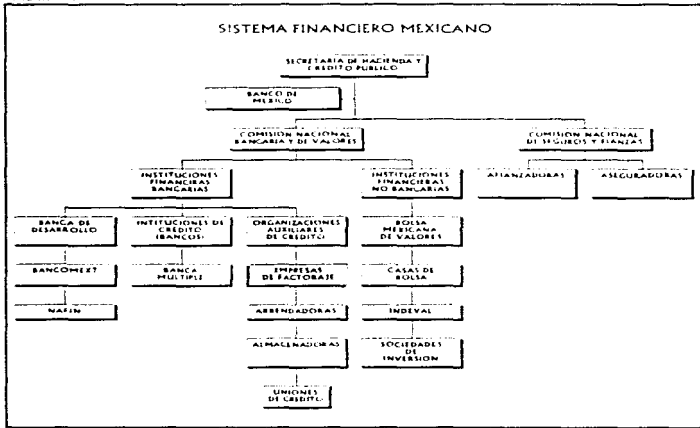 SISTEMA FINANCIERO MEXICANO
SECRETARIA DE HACIENDA Y
CREDITO PUBLICO
BANCO DE
MEXICO
COMISION NACIONAL
BANCARIA Y DE VALORES
COMISION NACIONAL
DE SEGUROS Y FIANZAS
INSTITUCIONES
FINANCIRAS
BANCARIAS
INSTITUCIONES
FINANCIRAS
NO BANCARIAS
AFIANZADORAS
ASEGURADORAS
BANCA DE
DESARROLLO
INTITUCIONES DE
CREDITO
(BANCOS)
ORGANIZACIONES
AUXILIARES
DE CREDITO
BOLSA
MEXICANA
DE VALORES
BANCOMEXT
BANCA
MULTIPLE
EMPRESAS
DE FACTORAJE
CASAS DE
BOLSA
NAFIN
ARRENDADORAS
INDEVAL
ALMACENADORAS
SOCIEDADES
DE
INVERSION
UNIONES
DE CREDITO